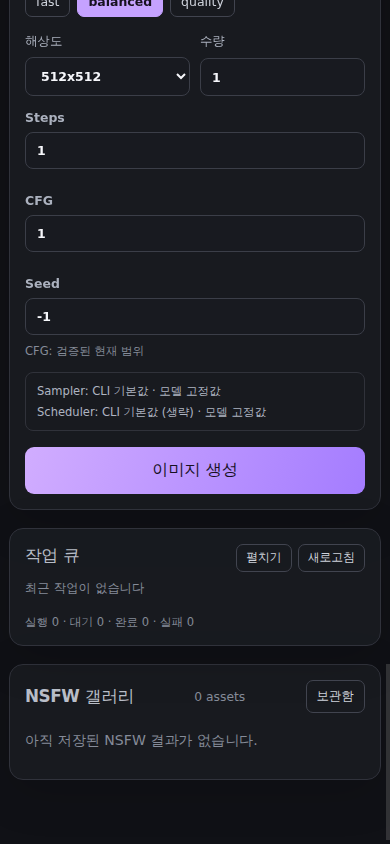 fast balanced quality
해상도 수량
512x512 1
Steps
1
CFG
1
Seed
-1
CFG: 검증된 현재 범위
Sampler: CLI 기본값 · 모델 고정값
Scheduler: CLI 기본값 (생략) · 모델 고정값
이미지 생성
작업 큐 펼치기 새로고침
최근 작업이 없습니다
실행 0 · 대기 0 · 완료 0 · 실패 0
NSFW 갤러리 0 assets 보관함
아직 저장된 NSFW 결과가 없습니다.